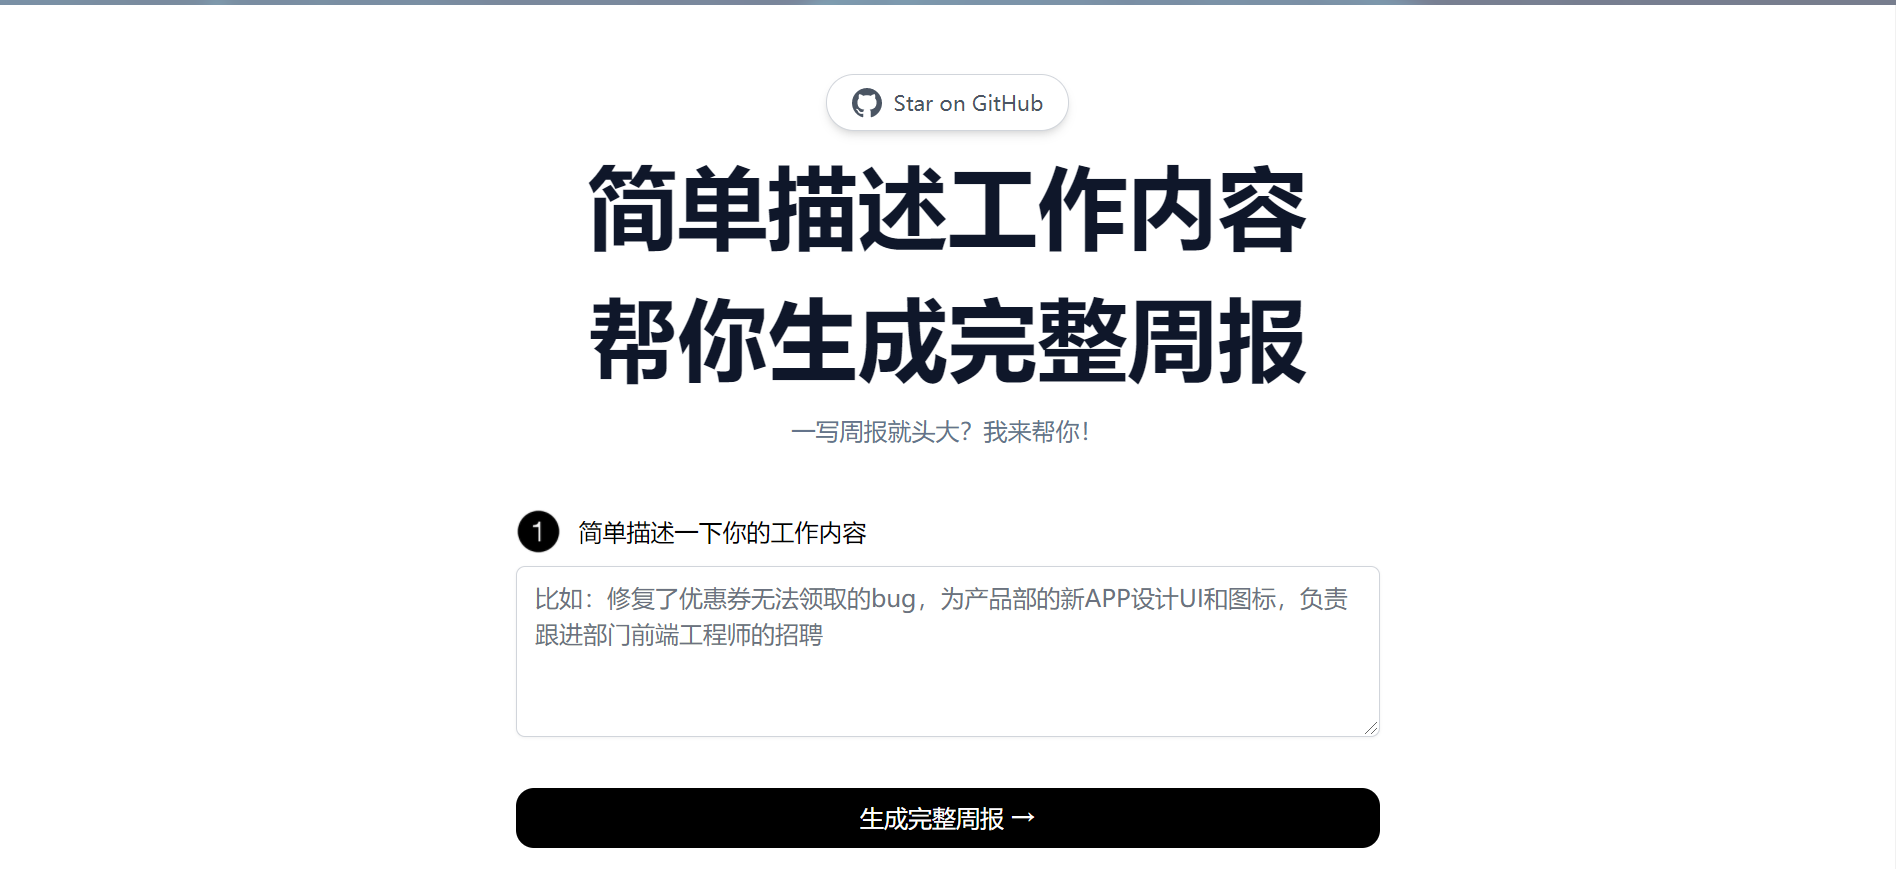 Star on GitHub
简单描述工作内容
帮你生成完整周报
一写周报就头大？我来帮你！
1 简单描述一下你的工作内容
比如：修复了优惠券无法领取的bug，为产品部的新APP设计UI和图标，负责
跟进部门前端工程师的招聘
生成完整周报 →